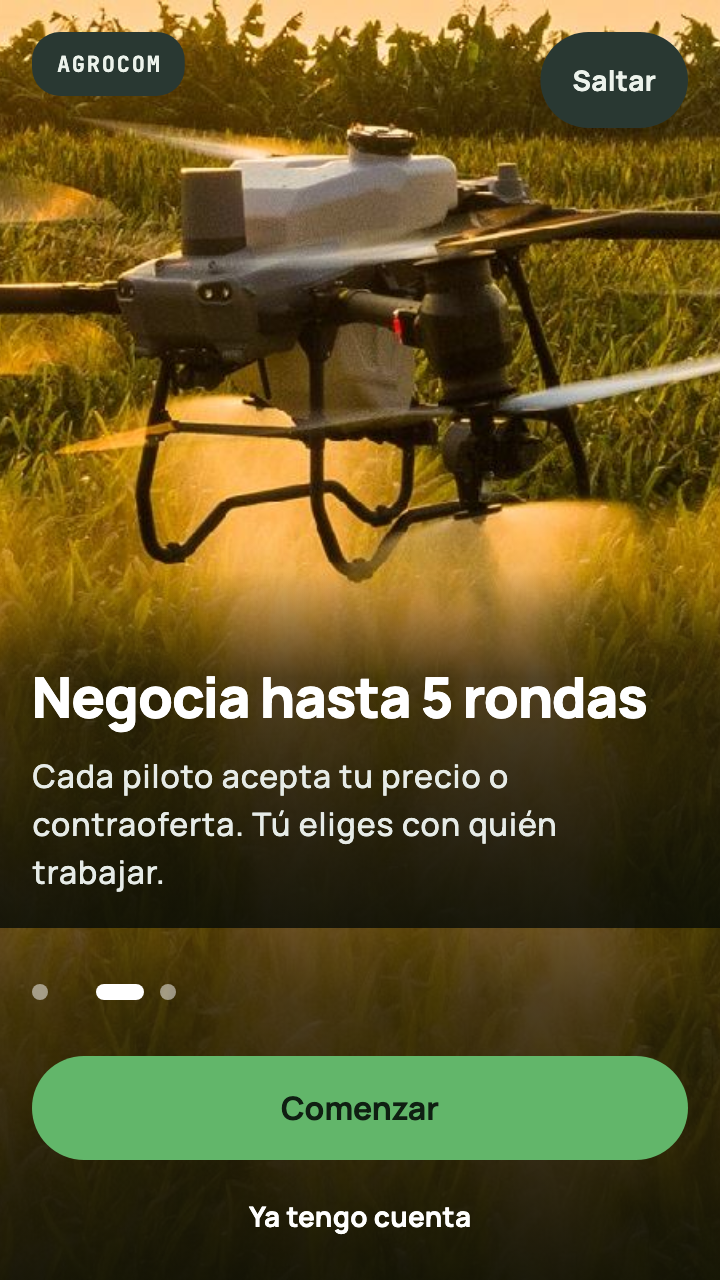 AGROCOM
Saltar
Negocia hasta 5 rondas
Cada piloto acepta tu precio o
contraoferta. Tú eliges con quién
trabajar.
Comenzar
Ya tengo cuenta